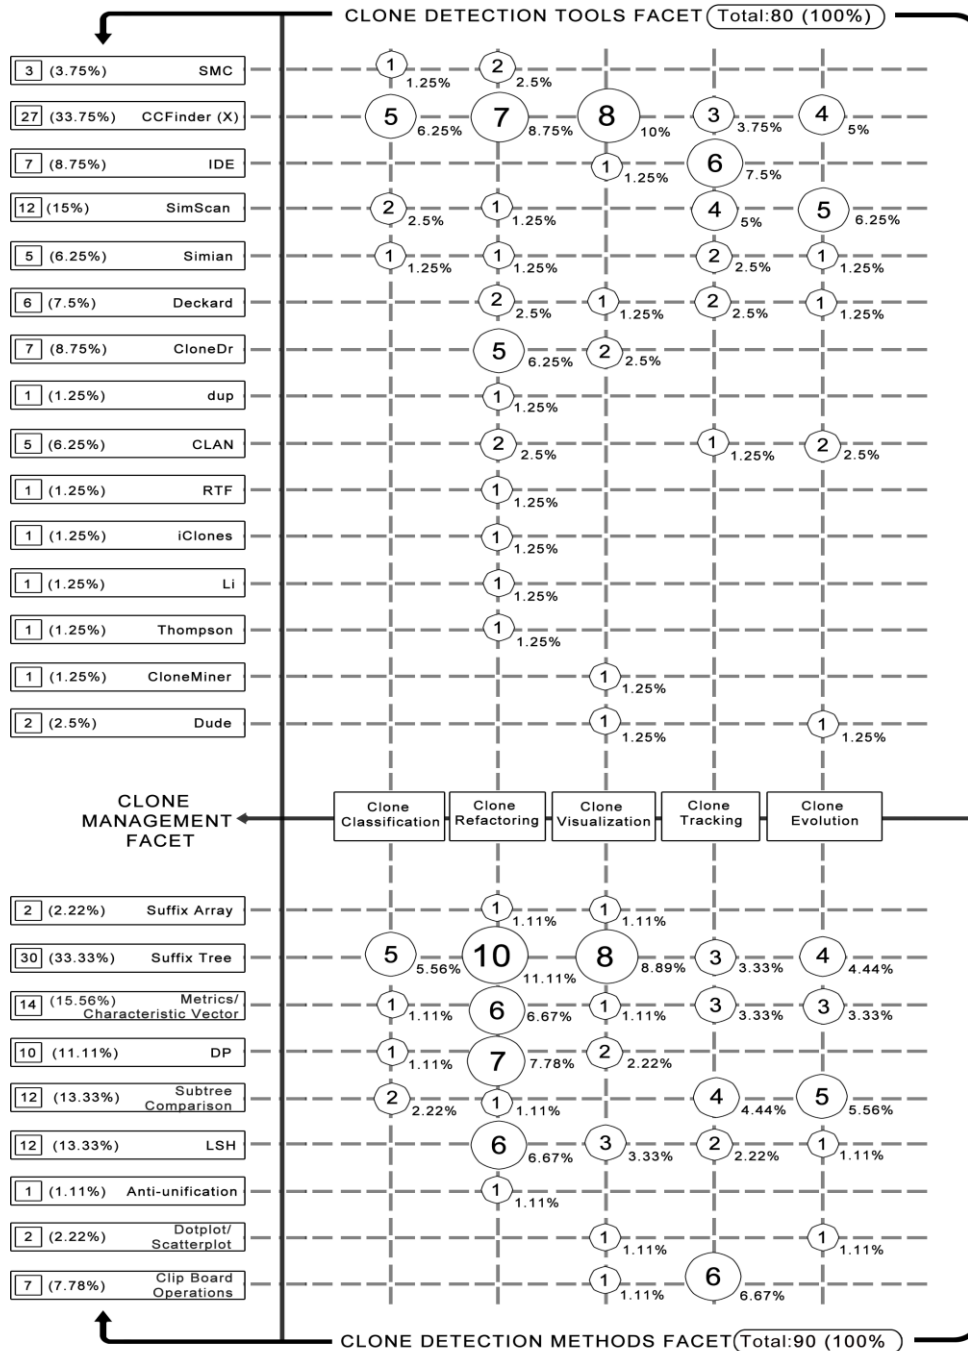 CLONE DETECTION TOOLS FACET Total:80 (100%)
3 (3.75%) SMC 1 1.25% 2 2.5%
27 (33.75%) CCFinder (X) 5 6.25% 7 8.75% 8 10% 3 3.75% 4 5%
7 (8.75%) IDE 1 1.25% 6 7.5%
12 (15%) SimScan 2 2.5% 1 1.25% 4 5% 5 6.25%
5 (6.25%) Simian 1 1.25% 1 1.25% 2 2.5% 1 1.25%
6 (7.5%) Deckard 2 2.5% 1 1.25% 2 2.5% 1 1.25%
7 (8.75%) CloneDr 5 6.25% 2 2.5%
1 (1.25%) dup 1 1.25%
5 (6.25%) CLAN 2 2.5% 1 1.25% 2 2.5%
1 (1.25%) RTF 1 1.25%
1 (1.25%) iClones 1 1.25%
1 (1.25%) Li 1 1.25%
1 (1.25%) Thompson 1 1.25%
1 (1.25%) CloneMiner 1 1.25%
2 (2.5%) Dude 1 1.25% 1 1.25%
CLONE
MANAGEMENT
FACET
Clone
Classification
Clone
Refactoring
Clone
Visualization
Clone
Tracking
Clone
Evolution
2 (2.22%) Suffix Array 1 1.11% 1 1.11%
30 (33.33%) Suffix Tree 5 5.56% 10 11.11% 8 8.89% 3 3.33% 4 4.44%
14 (15.56%) Metrics/
Characteristic Vector 1 1.11% 6 6.67% 1 1.11% 3 3.33% 3 3.33%
10 (11.11%) DP 1 1.11% 7 7.78% 2 2.22%
12 (13.33%) Subtree
Comparison 2 2.22% 1 1.11% 4 4.44% 5 5.56%
12 (13.33%) LSH 6 6.67% 3 3.33% 2 2.22% 1 1.11%
1 (1.11%) Anti-unification 1 1.11%
2 (2.22%) Dotplot/
Scatterplot 1 1.11% 1 1.11%
7 (7.78%) Clip Board
Operations 1 1.11% 6 6.67%
CLONE DETECTION METHODS FACET Total:90 (100%